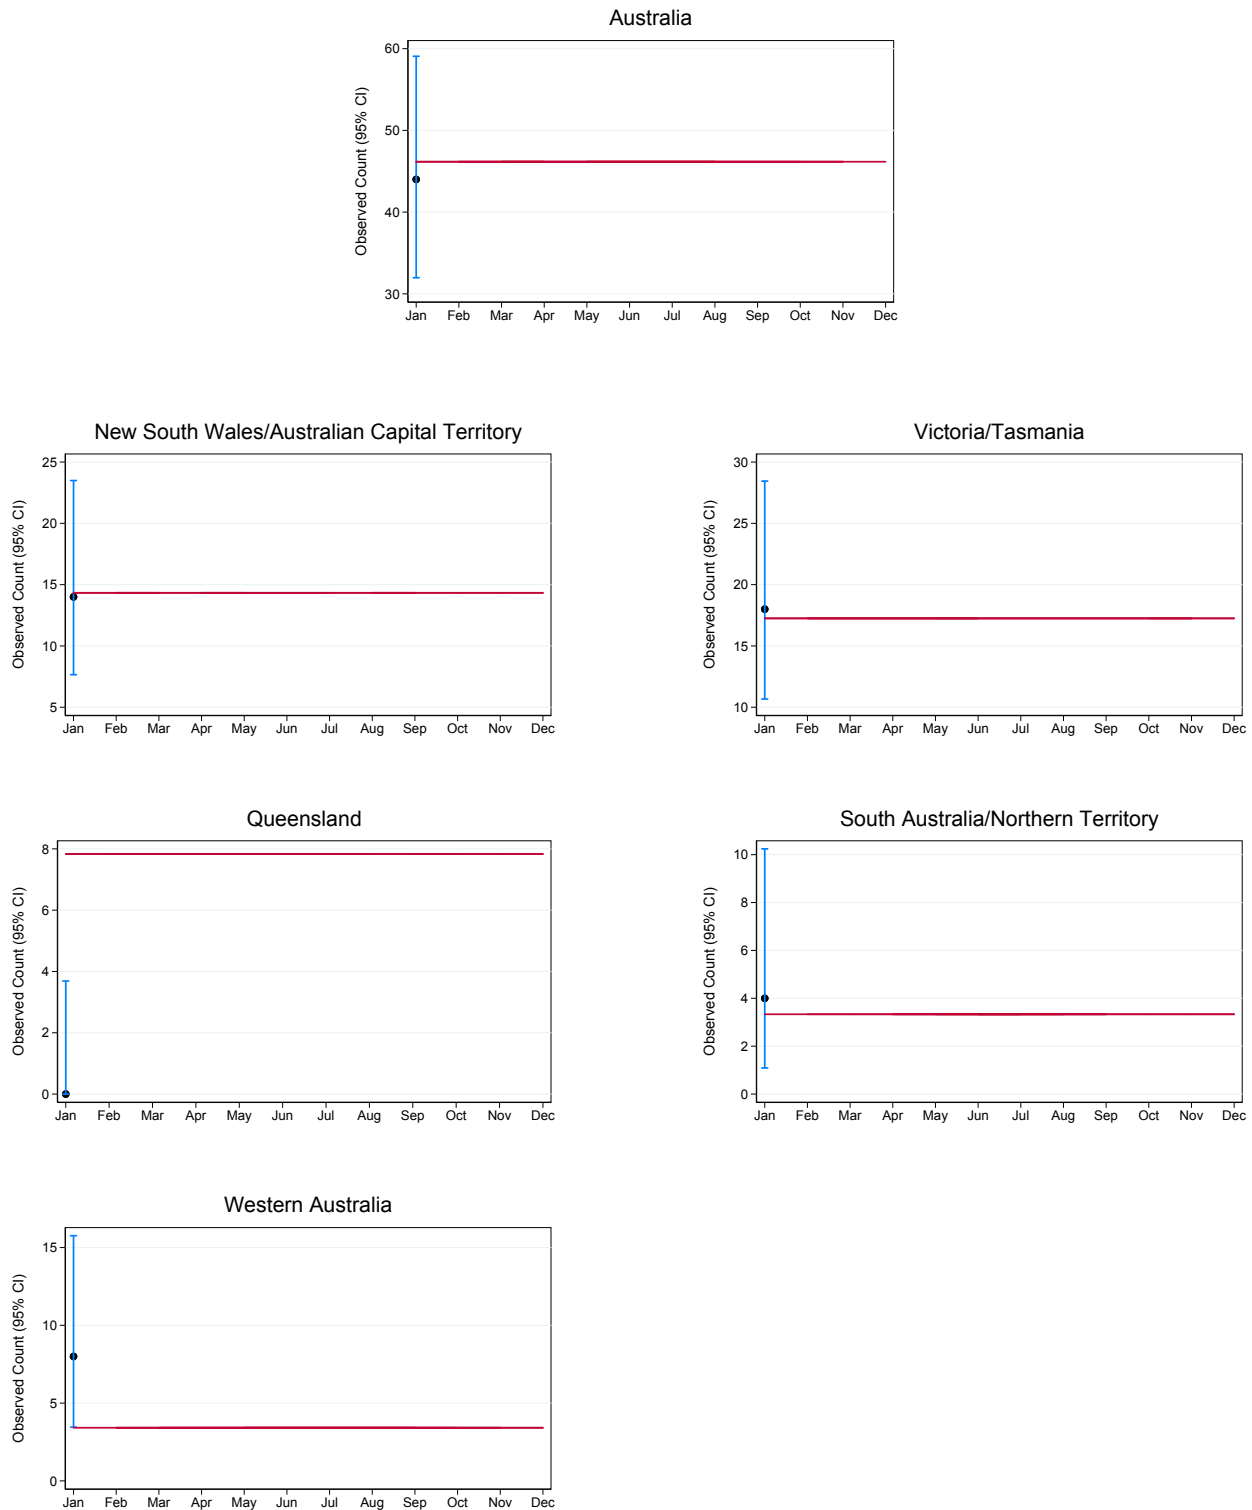 Australia
Observed Count (95% CI)
60
50
40
30
Jan Feb Mar Apr May Jun Jul Aug Sep Oct Nov Dec
New South Wales/Australian Capital Territory
Observed Count (95% CI)
25
20
15
10
5
Jan Feb Mar Apr May Jun Jul Aug Sep Oct Nov Dec
Victoria/Tasmania
Observed Count (95% CI)
30
25
20
15
10
Jan Feb Mar Apr May Jun Jul Aug Sep Oct Nov Dec
Queensland
Observed Count (95% CI)
8
6
4
2
0
Jan Feb Mar Apr May Jun Jul Aug Sep Oct Nov Dec
South Australia/Northern Territory
Observed Count (95% CI)
10
8
6
4
2
0
Jan Feb Mar Apr May Jun Jul Aug Sep Oct Nov Dec
Western Australia
Observed Count (95% CI)
15
10
5
0
Jan Feb Mar Apr May Jun Jul Aug Sep Oct Nov Dec